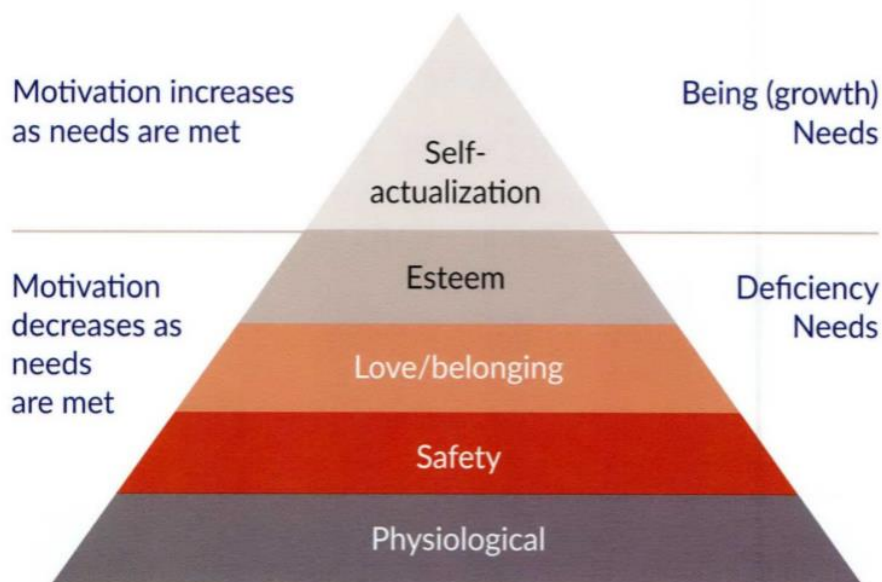 Motivation increases
as needs are met
Being (growth)
Needs
Self-
actualization
Esteem
Motivation
decreases as
needs
are met
Deficiency
Needs
Love/belonging
Safety
Physiological